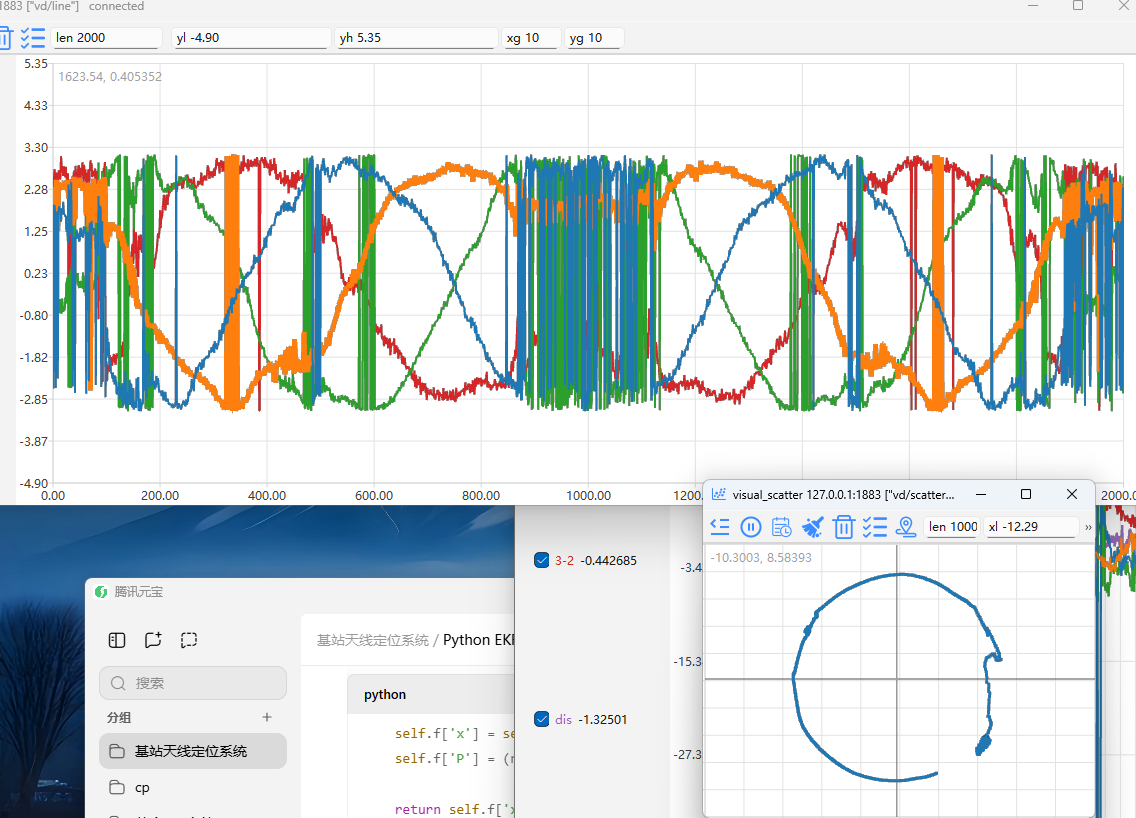 1883 ["vd/line"] connected
len 2000 yl -4.90 yh 5.35 xg 10 yg 10
5.35
1623.54, 0.405352
4.33
3.30
2.28
1.25
0.23
-0.80
-1.82
-2.85
-3.87
-4.90
0.00 200.00 400.00 600.00 800.00 1000.00 1200. 2000.0
visual_scatter 127.0.0.1:1883 ["vd/scatter...
len 1000 xl -12.29 »
-10.3003, 8.58393
3-2 -0.442685
-3.4
-15.3
dis -1.32501
-27.3
腾讯元宝
搜索
分组 +
基站天线定位系统
cp
基站天线定位系统 / Python EKF
python
self.f['x'] = se
self.f['P'] = (n
return self.f['x